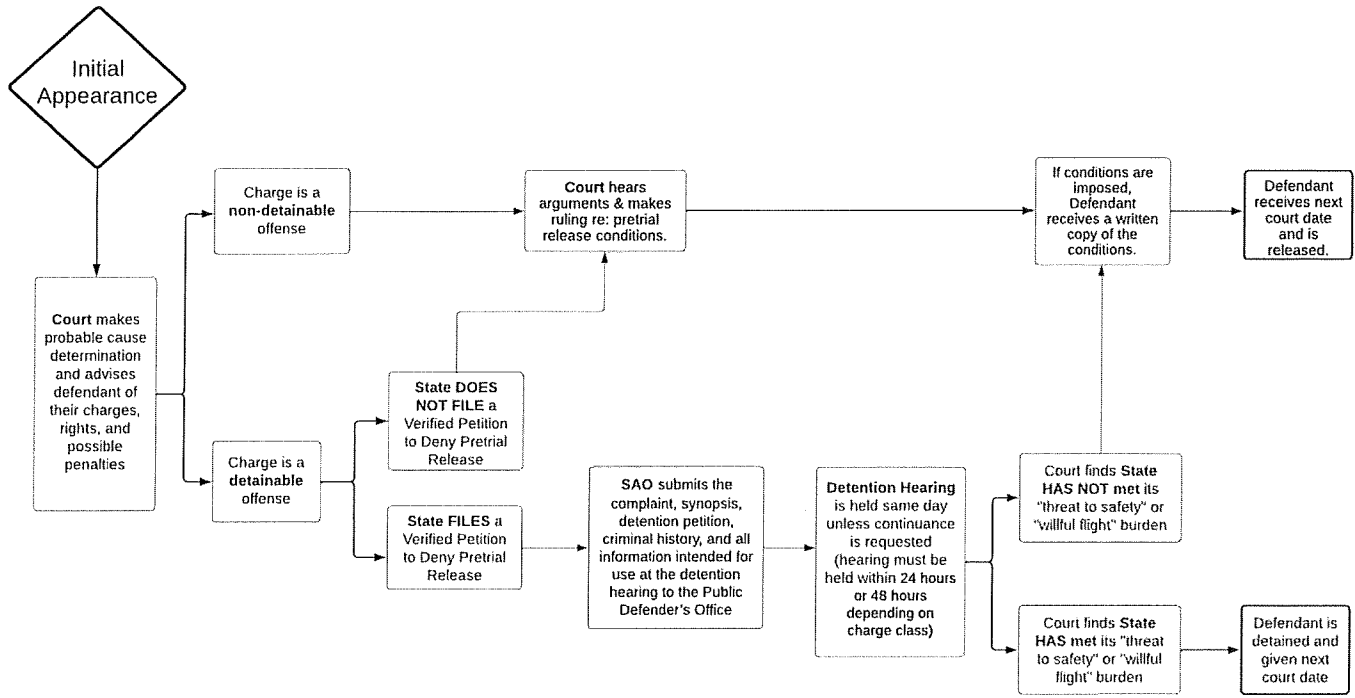 Initial
Appearance
Court makes
probable cause
determination
and advises
defendant of
their charges,
rights, and
possible
penalties
Charge is a
non-detainable
offense
Charge is a
detainable
offense
State DOES
NOT FILE a
Verified Petition
to Deny Pretrial
Release
State FILES a
Verified Petition
to Deny Pretrial
Release
Court hears
arguments & makes
ruling re: pretrial
release conditions.
SAO submits the
complaint, synopsis,
detention petition,
criminal history, and all
information intended for
use at the detention
hearing to the Public
Defender's Office
Detention Hearing
is held same day
unless continuance
is requested
(hearing must be
held within 24 hours
or 48 hours
depending on
charge class)
If conditions are
imposed,
Defendant
receives a written
copy of the
conditions.
Defendant
receives next
court date
and is
released.
Court finds State
HAS NOT met its
"threat to safety" or
"willful flight" burden
Court finds State
HAS met its "threat
to safety" or "willful
flight" burden
Defendant is
detained and
given next
court date